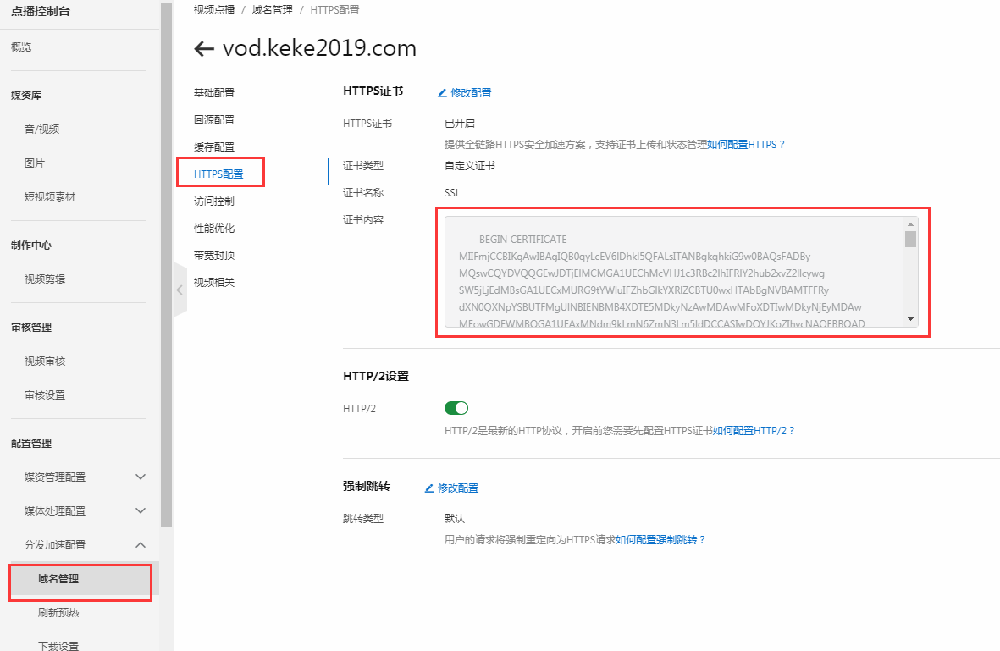 点播控制台
概览
媒资库
音/视频
图片
短视频素材
制作中心
视频剪辑
审核管理
视频审核
审核设置
配置管理
媒资管理配置
媒体处理配置
分发加速配置
域名管理
刷新预热
下载设置
视频点播 / 域名管理 / HTTPS配置
vod.keke2019.com
基础配置
回源配置
缓存配置
HTTPS配置
访问控制
性能优化
带宽封顶
视频相关
HTTPS证书 修改配置
HTTPS证书 已开启
提供全链路HTTPS安全加速方案，支持证书上传和状态管理如何配置HTTPS？
证书类型 自定义证书
证书名称 SSL
证书内容
-----BEGIN CERTIFICATE-----
HTTP/2设置
HTTP/2
HTTP/2是最新的HTTP协议，开启前您需要先配置HTTPS证书如何配置HTTP/2？
强制跳转 修改配置
跳转类型 默认
用户的请求将强制重定向为HTTPS请求如何配置强制跳转？